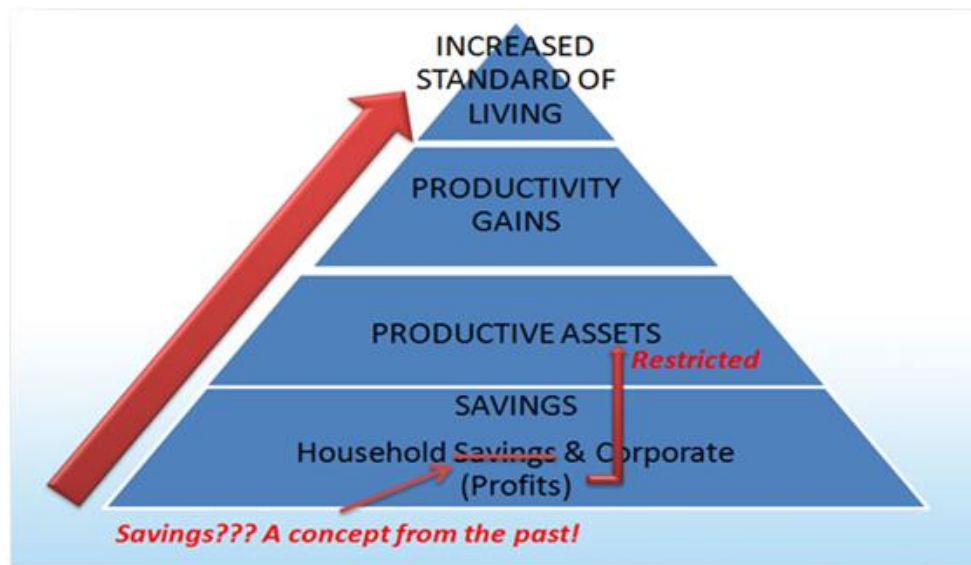 INCREASED
STANDARD OF
LIVING
PRODUCTIVITY
GAINS
PRODUCTIVE ASSETS
Restricted
SAVINGS
Household Savings & Corporate
(Profits)
Savings??? A concept from the past!